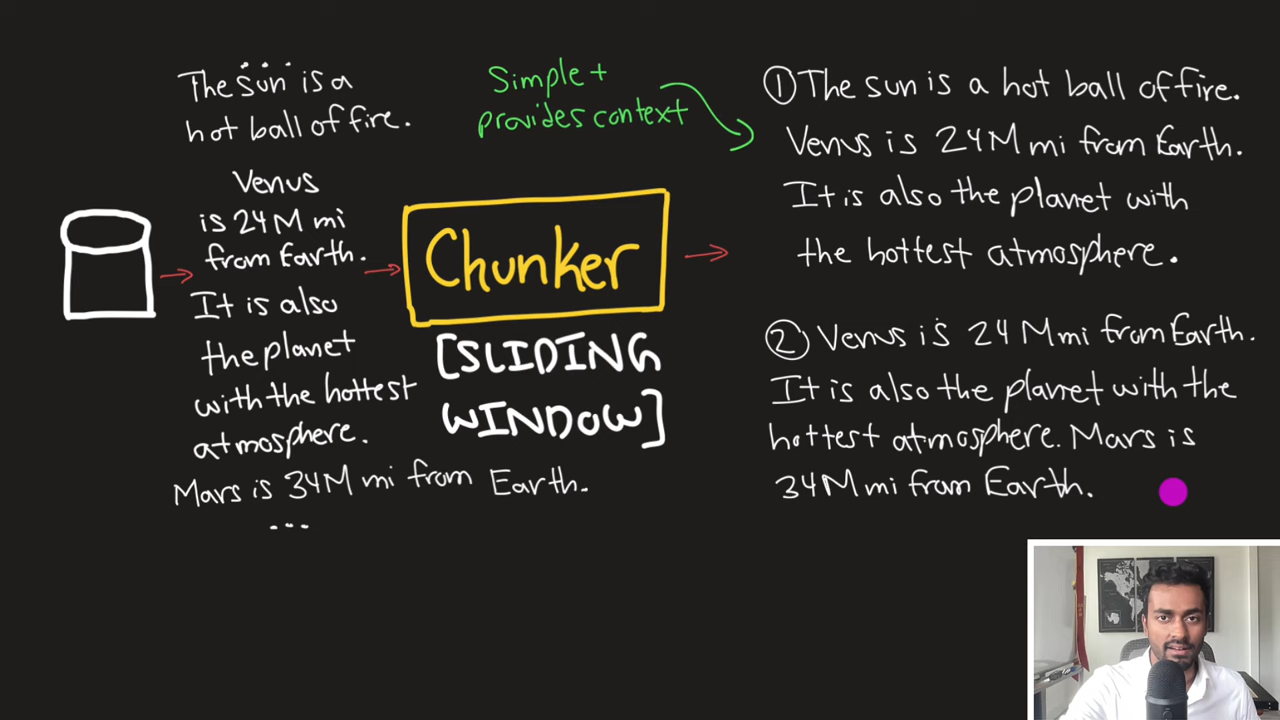 ...
The sun is a
hot ball of fire.
Venus
is 24M mi
from Earth.
It is also
the planet
with the hottest
atmosphere.
Mars is 34M mi from Earth.
...
Simple +
provides context
Chunker
[SLIDING
WINDOW]
① The sun is a hot ball of fire.
Venus is 24M mi from Earth.
It is also the planet with
the hottest atmosphere.
② Venus is 24M mi from Earth.
It is also the planet with the
hottest atmosphere. Mars is
34M mi from Earth.